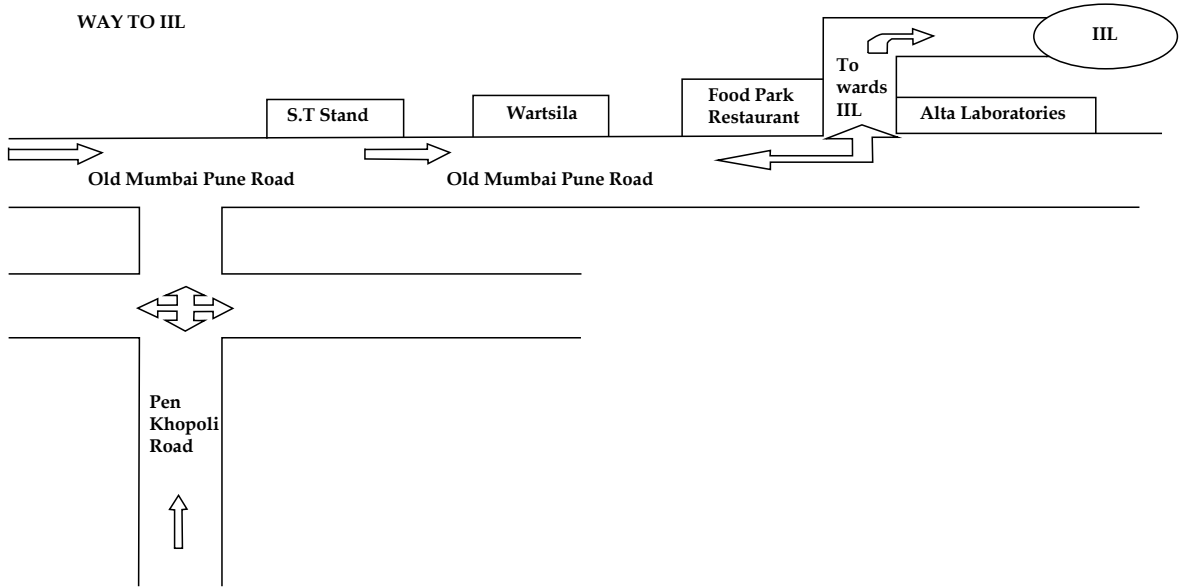 WAY TO IIL
IIL
To
wards
IIL
Food Park
Restaurant
S.T Stand
Wartsila
Alta Laboratories
Old Mumbai Pune Road
Old Mumbai Pune Road
Pen
Khopoli
Road